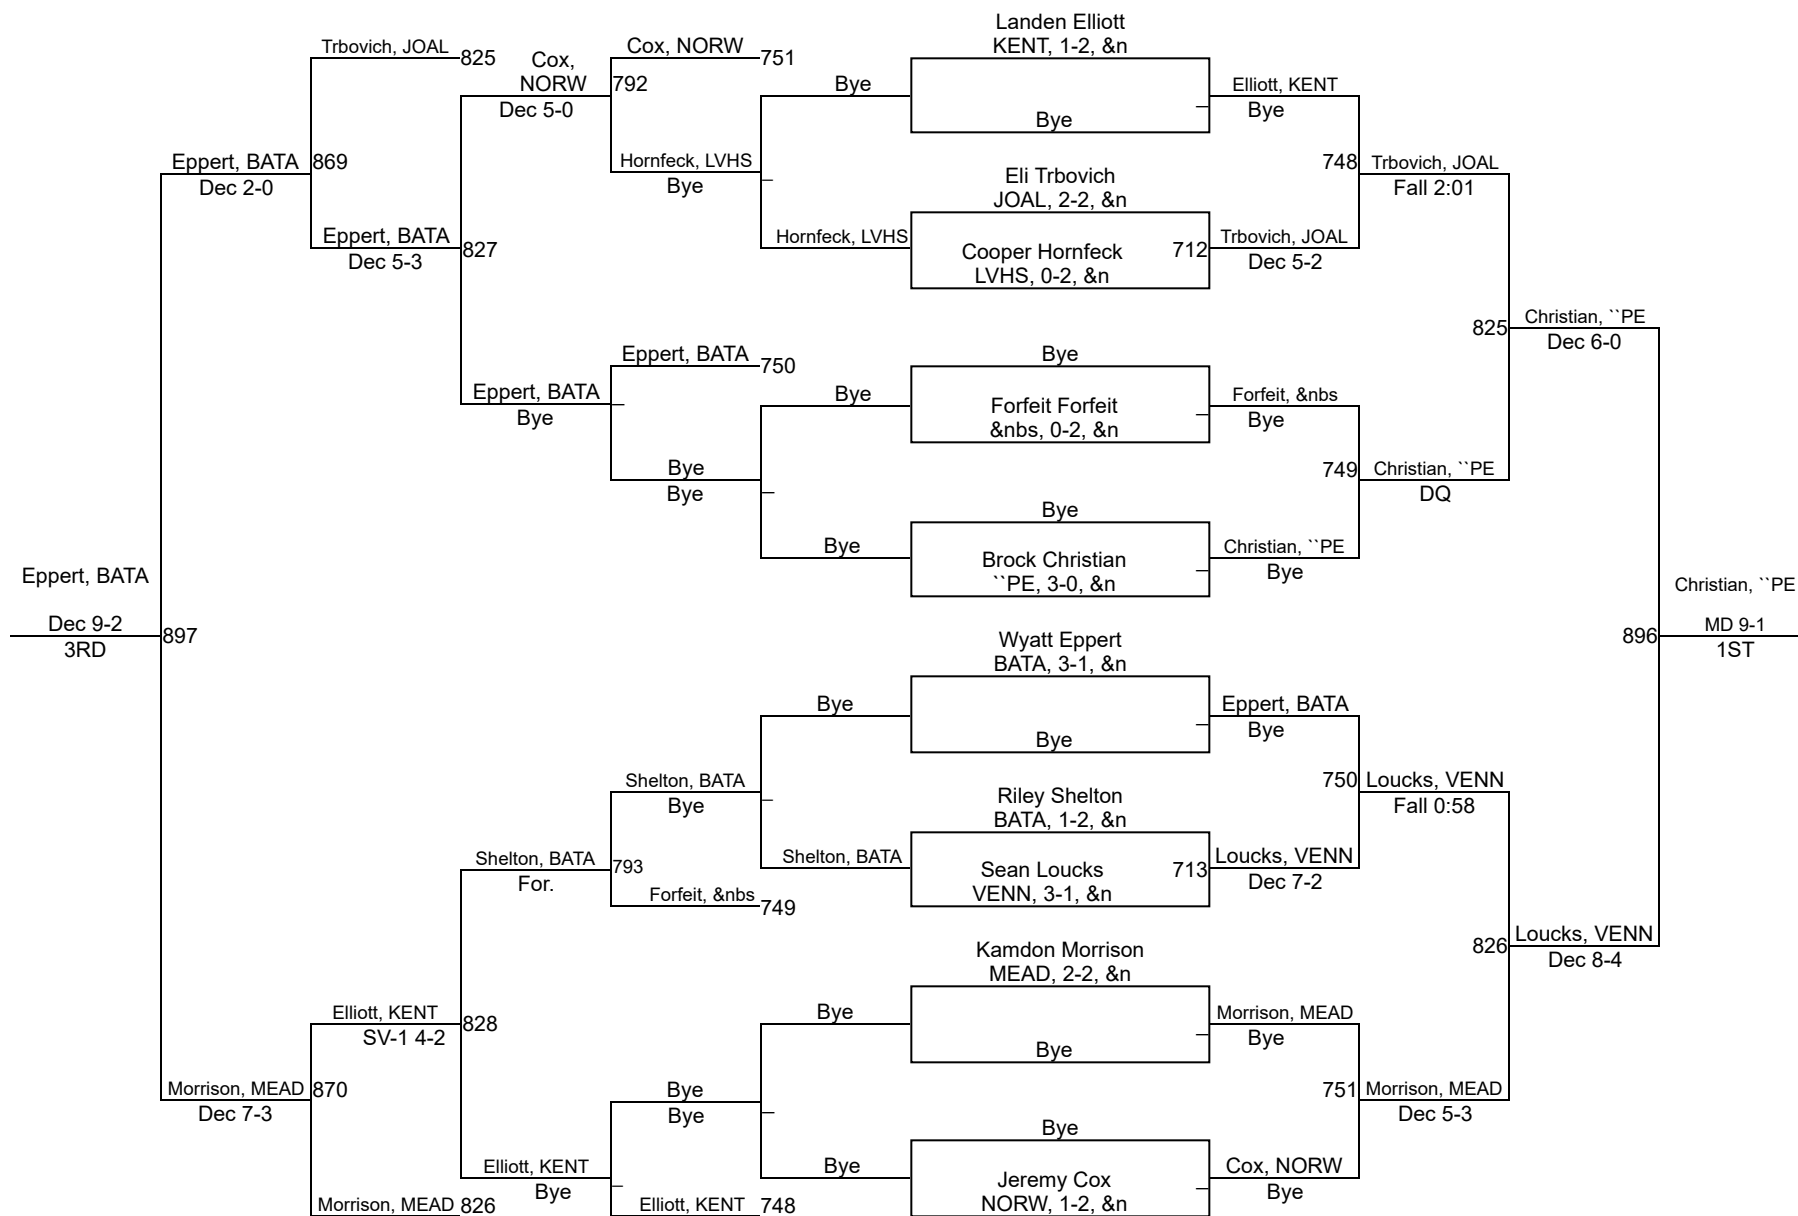 Landen Elliott
KENT, 1-2, &n
Trbovich, JOAL
825
Cox,
NORW
Dec 5-0
792
Cox, NORW
751
Bye
Bye
Elliott, KENT
Bye
Hornfeck, LVHS
Bye
Eppert, BATA
Dec 2-0
869
Eli Trbovich
JOAL, 2-2, &n
748
Trbovich, JOAL
Fall 2:01
Eppert, BATA
Dec 5-3
827
Hornfeck, LVHS
Cooper Hornfeck
LVHS, 0-2, &n
712
Trbovich, JOAL
Dec 5-2
825
Christian, ``PE
Dec 6-0
Eppert, BATA
750
Bye
Eppert, BATA
Bye
Bye
Forfeit Forfeit
&nbs, 0-2, &n
Forfeit, &nbs
Bye
Bye
Bye
749
Christian, ``PE
DQ
Bye
Bye
Brock Christian
``PE, 3-0, &n
Christian, ``PE
Bye
Eppert, BATA
Dec 9-2
3RD
897
Christian, ``PE
896
MD 9-1
1ST
Wyatt Eppert
BATA, 3-1, &n
Bye
Bye
Eppert, BATA
Bye
Shelton, BATA
Bye
Riley Shelton
BATA, 1-2, &n
750
Loucks, VENN
Fall 0:58
Shelton, BATA
For.
793
Shelton, BATA
Sean Loucks
VENN, 3-1, &n
713
Loucks, VENN
Dec 7-2
Forfeit, &nbs
749
826
Loucks, VENN
Dec 8-4
Kamdon Morrison
MEAD, 2-2, &n
Elliott, KENT
SV-1 4-2
828
Bye
Bye
Morrison, MEAD
Bye
Morrison, MEAD
Dec 7-3
870
Bye
Bye
751
Morrison, MEAD
Dec 5-3
Bye
Elliott, KENT
Bye
Bye
Jeremy Cox
NORW, 1-2, &n
Cox, NORW
Bye
Morrison, MEAD
826
Elliott, KENT
748